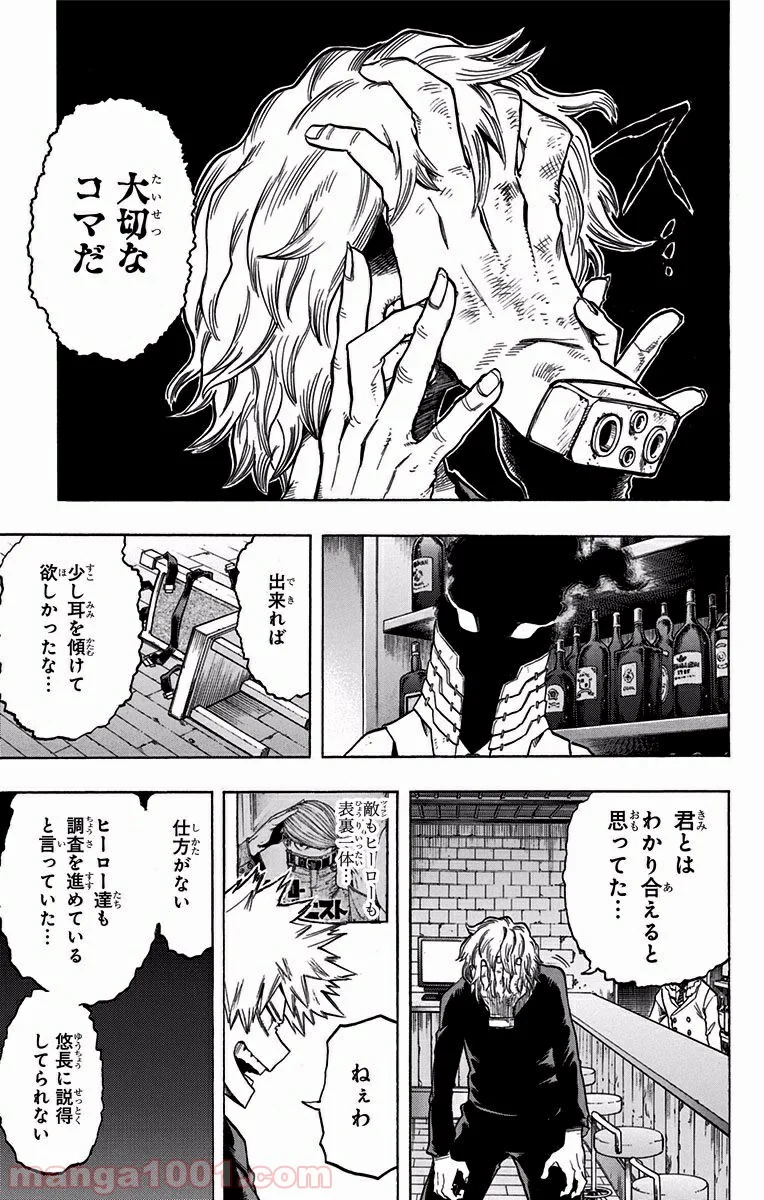 ス…
大切な
コマだ
出来れば
少し耳を傾けて
欲しかったな…
君とは
わかり合えると
思ってた…
ねぇわ
敵もヒーローも
表裏一体…
仕方がない
ヒーロー達も
調査を進めている
と言っていた…
悠長に説得
してられない
manga1001.com